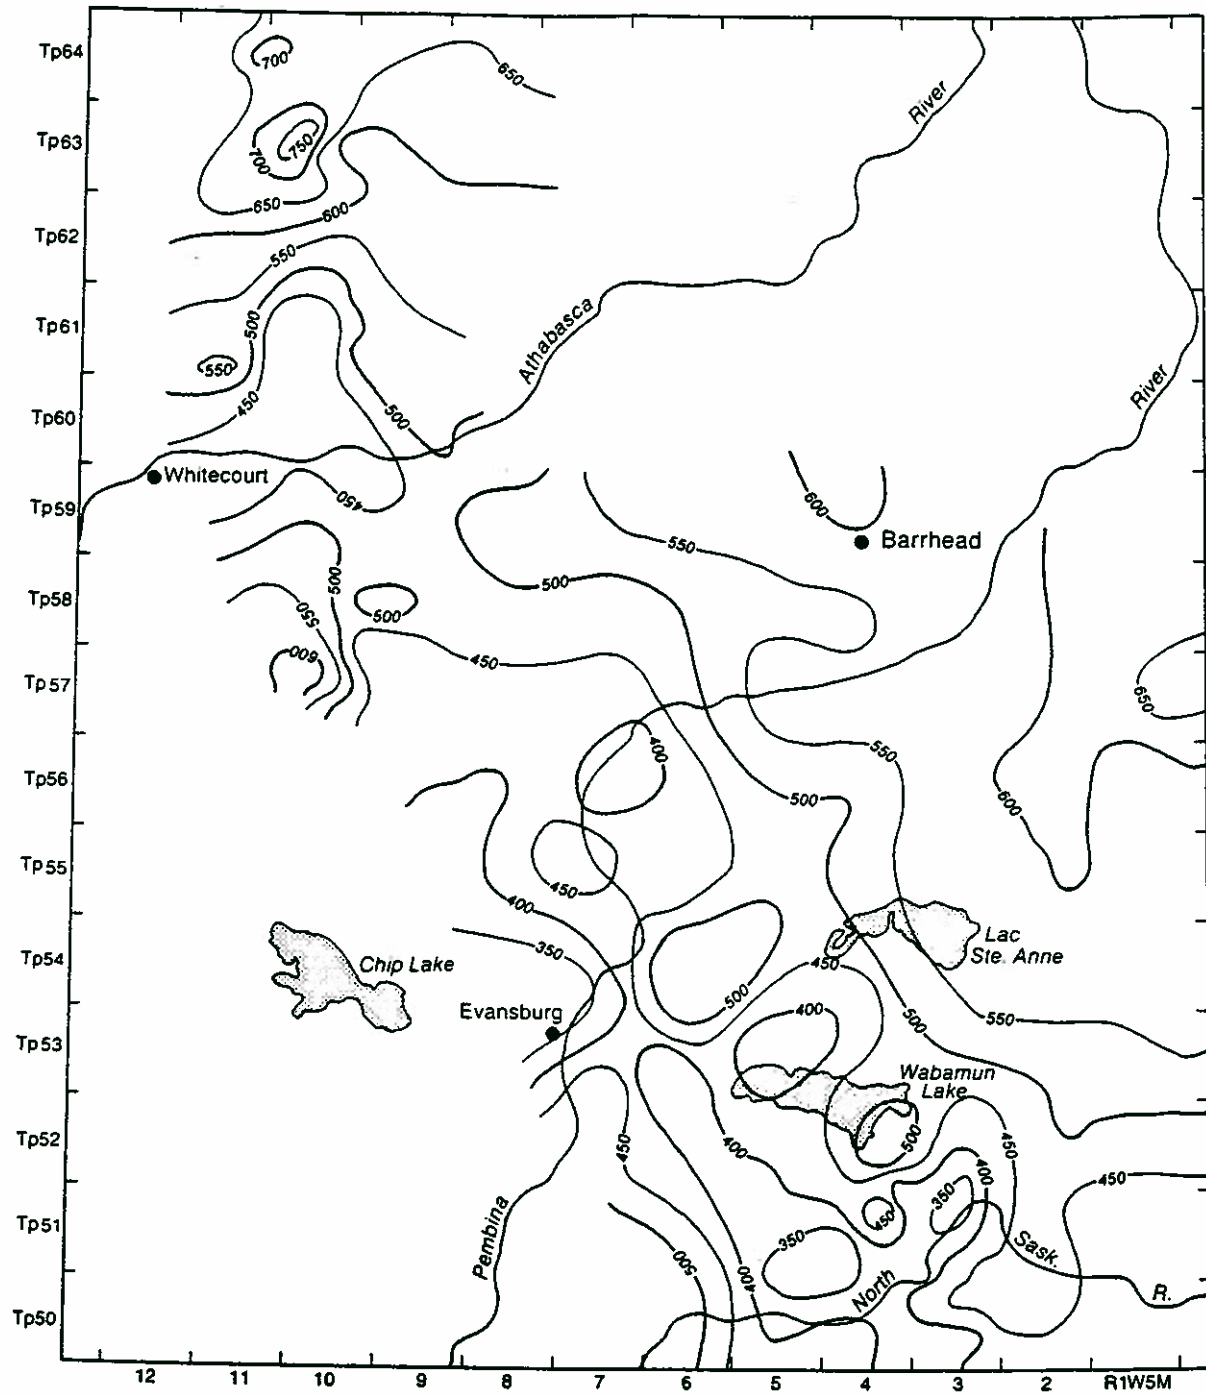 Tp64
700
650
River
Tp63
750
700
650
600
Tp62
550
Tp61
500
Athabasca
550
River
450
500
Tp60
Whitecourt
450
600
Tp59
550
Barrhead
500
500
Tp58
500
550
600
450
Tp57
650
400
550
Tp56
500
600
Tp55
450
400
350
Lac
Ste. Anne
Tp54
Chip Lake
450
500
Evansburg
400
500
550
Tp53
Wabamun
Lake
Tp52
500
450
400
450
400
450
350
450
Tp51
Pembina
350
Sask.
500
400
North
R.
Tp50
12 11 10 9 8 7 6 5 4 3 2 R1W5M